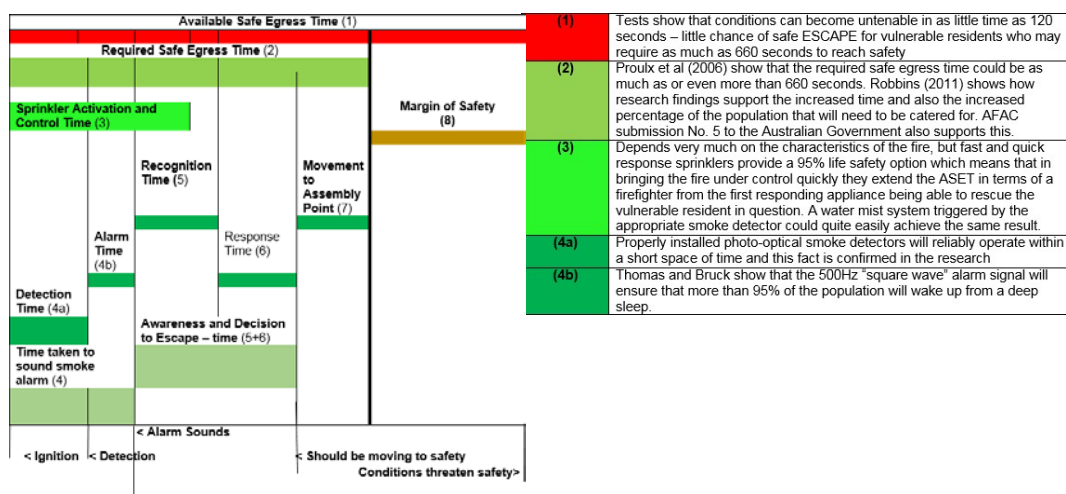 Available Safe Egress Time (1)
Required Safe Egress Time (2)
Sprinkler Activation and
Control Time (3)
Margin of Safety
(8)
Recognition
Time (5)
Movement
to
Assembly
Point (7)
Alarm
Time
(4b)
Response
Time (6)
Detection
Time (4a)
Awareness and Decision
to Escape – time (5+6)
Time taken to
sound smoke
alarm (4)
< Alarm Sounds
< Ignition
< Detection
< Should be moving to safety
Conditions threaten safety>
(1)
Tests show that conditions can become untenable in as little time as 120
seconds – little chance of safe ESCAPE for vulnerable residents who may
require as much as 660 seconds to reach safety
(2)
Proulx et al (2006) show that the required safe egress time could be as
much as or even more than 660 seconds. Robbins (2011) shows how
research findings support the increased time and also the increased
percentage of the population that will need to be catered for. AFAC
submission No. 5 to the Australian Government also supports this.
(3)
Depends very much on the characteristics of the fire, but fast and quick
response sprinklers provide a 95% life safety option which means that in
bringing the fire under control quickly they extend the ASET in terms of a
firefighter from the first responding appliance being able to rescue the
vulnerable resident in question. A water mist system triggered by the
appropriate smoke detector could quite easily achieve the same result.
(4a)
Properly installed photo-optical smoke detectors will reliably operate within
a short space of time and this fact is confirmed in the research
(4b)
Thomas and Bruck show that the 500Hz “square wave” alarm signal will
ensure that more than 95% of the population will wake up from a deep
sleep.